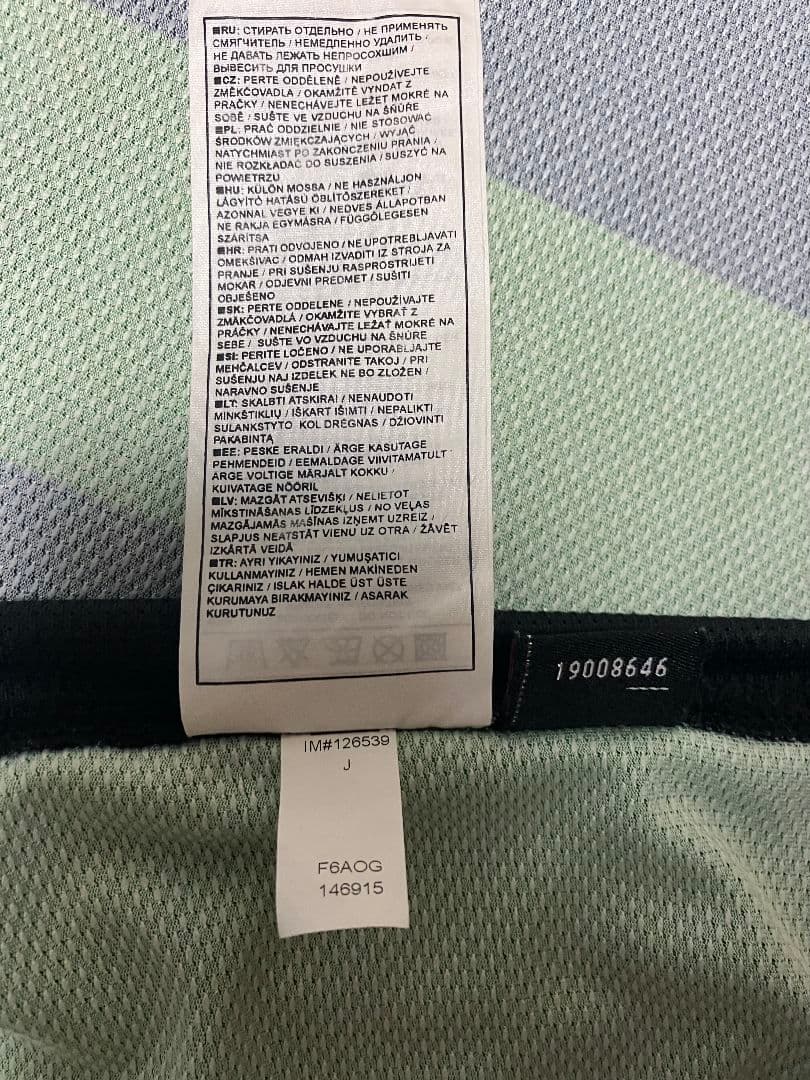 ■RU: СТИРАТЬ ОТДЕЛЬНО / НЕ ПРИМЕНЯТЬ
СМЯГЧИТЕЛЬ / НЕМЕДЛЕННО УДАЛИТЬ /
НЕ ДАВАТЬ ЛЕЖАТЬ НЕПРОСОХШИМ /
ВЫВЕСИТЬ ДЛЯ ПРОСУШКИ
■CZ: PERTE ODDĚLENĚ / NEPOUŽÍVEJTE
ZMĚKČOVADLA / OKAMŽITĚ VYNDAT Z
PRAČKY / NENECHÁVEJTE LEŽET MOKRÉ NA
SOBĚ / SUŠTE VE VZDUCHU NA ŠŇŮRE
■PL: PRAĆ ODDZIELNIE / NIE STOSOWAĆ
ŚRODKÓW ZMIĘKCZAJĄCYCH / WYJĄĆ
NATYCHMIAST PO ZAKOŃCZENIU PRANIA /
NIE ROZKŁADAĆ DO SUSZENIA / SUSZYĆ NA
POWIETRZU
■HU: KÜLÖN MOSSA / NE HASZNÁLJON
LÁGYÍTÓ HATÁSÚ ÖBLÍTŐSZEREKET /
AZONNAL VEGYE KI / NEDVES ÁLLAPOTBAN
NE RAKJA EGYMÁSRA / FÜGGŐLEGESEN
SZÁRÍTSA
■HR: PRATI ODVOJENO / NE UPOTREBLJAVATI
OMEKŠIVAC / ODMAH IZVADITI IZ STROJA ZA
PRANJE / PRI SUŠENJU RASPROSTRIJETI
MOKAR / ODJEVNI PREDMET / SUŠITI
OBJEŠENO
■SK: PERTE ODDELENE / NEPOUŽÍVAJTE
ZMÄKČOVADLÁ / OKAMŽITE VYBRAŤ Z
PRÁČKY / NENECHÁVAJTE LEŽAŤ MOKRÉ NA
SEBE / SUŠTE VO VZDUCHU NA ŠNÚRE
■SI: PERITE LOČENO / NE UPORABLJAJTE
MEHČALCEV / ODSTRANITE TAKOJ / PRI
SUŠENJU NAJ IZDELEK NE BO ZLOŽEN /
NARAVNO SUŠENJE
■LT: SKALBTI ATSKIRAI / NENAUDOTI
MINKŠTIKLIŲ / IŠKART IŠIMTI / NEPALIKTI
SULANKSTYTO KOL DRĖGNAS / DŽIOVINTI
PAKABINTĄ
■EE: PESKE ERALDI / ÄRGE KASUTAGE
PEHMENDEID / EEMALDAGE VIIVITAMATULT
ÄRGE VOLTIGE MÄRJALT KOKKU /
KUIVATAGE NÖÖRIL
■LV: MAZGĀT ATSEVIŠĶI / NELIETOT
MĪKSTINĀŠANAS LĪDZEKĻUS / NO VEĻAS
MAZGĀJAMĀS MAŠĪNAS IZŅEMT UZREIZ /
SLAPJUS NEATSTĀT VIENU UZ OTRA / ŽĀVĒT
IZKĀRTĀ VEIDĀ
■TR: AYRI YIKAYINIZ / YUMUŞATICI
KULLANMAYINIZ / HEMEN MAKİNEDEN
ÇIKARINIZ / ISLAK HALDE ÜST ÜSTE
KURUMAYA BIRAKMAYINIZ / ASARAK
KURUTUNUZ
19008646
IM#126539
J
F6AOG
146915